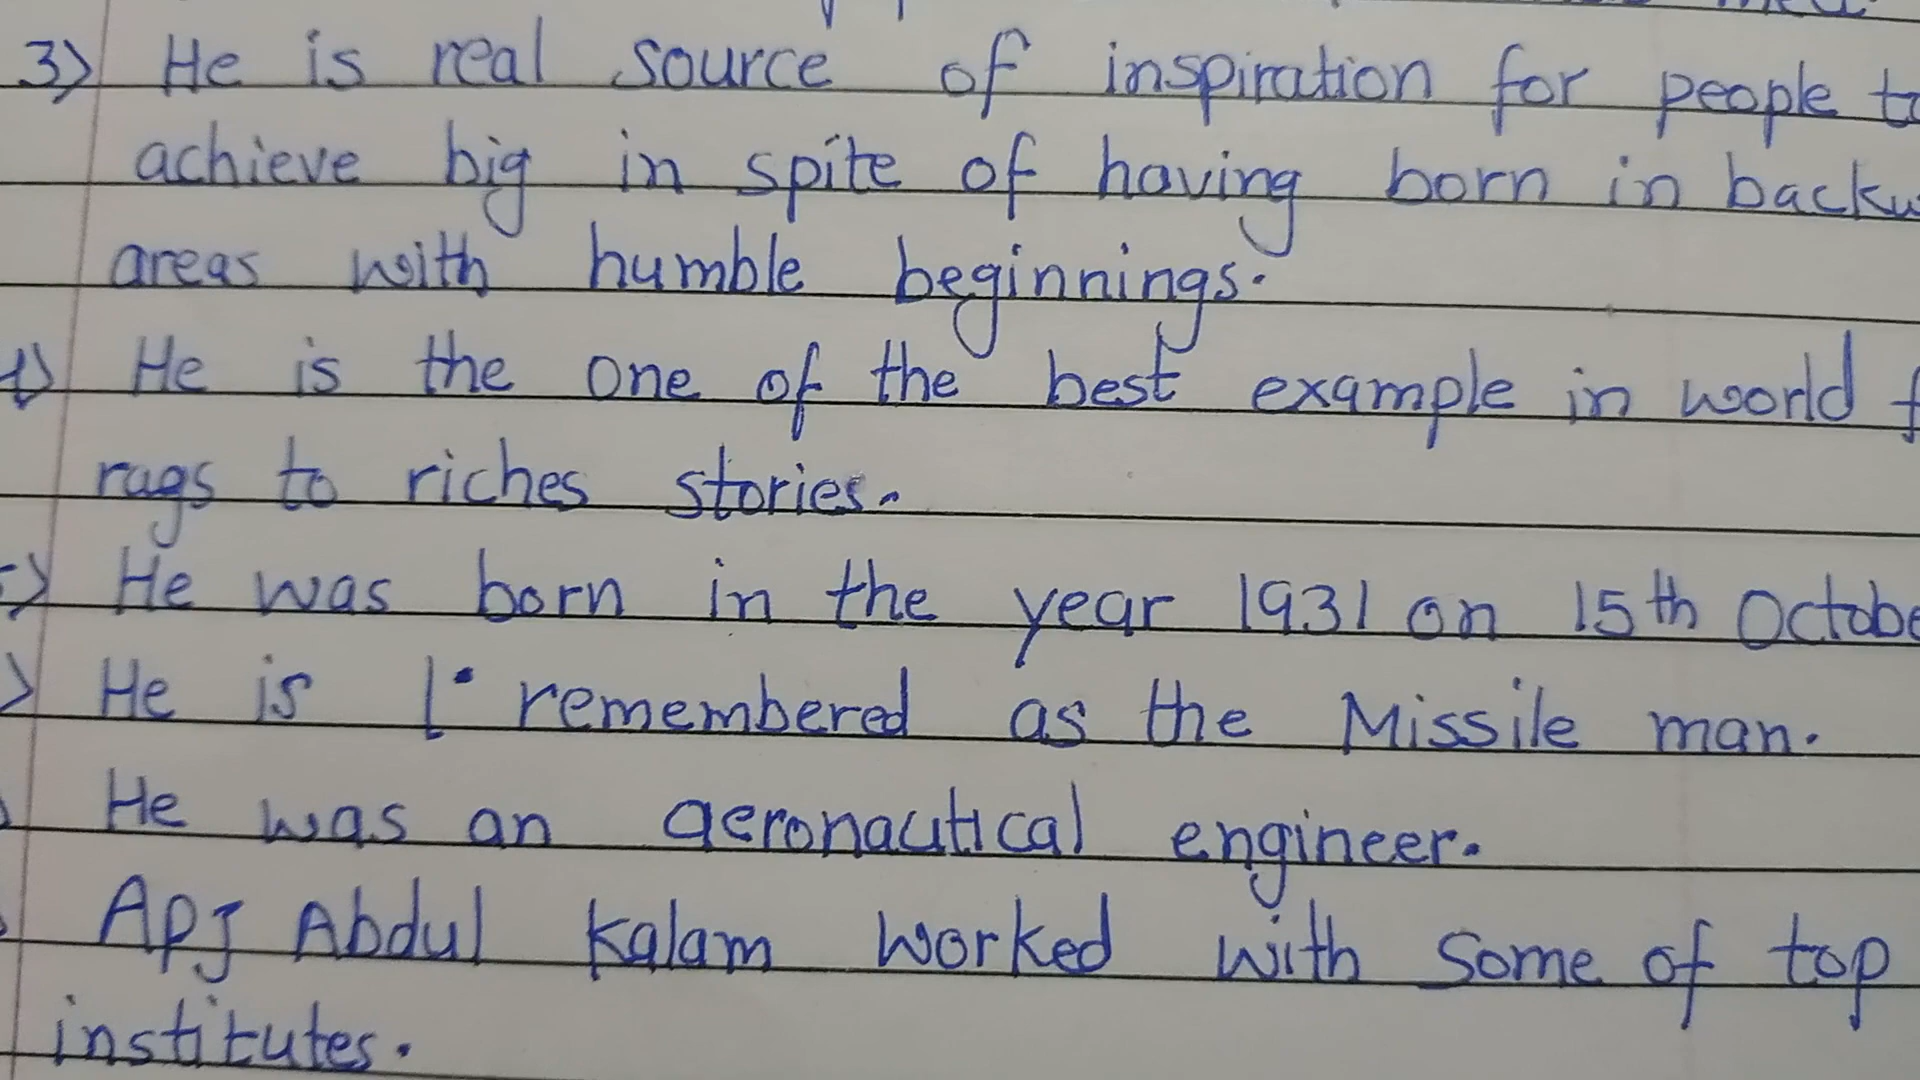 3) He is real source of inspiration for people to
achieve big in spite of having born in backw
areas with humble beginnings.
He is the one of the best example in world f
rags to riches stories.
He was born in the year 1931 on 15th Octobe
He is remembered as the Missile man.
He was an aeronautical engineer.
APJ Abdul Kalam worked with some of top
institutes.